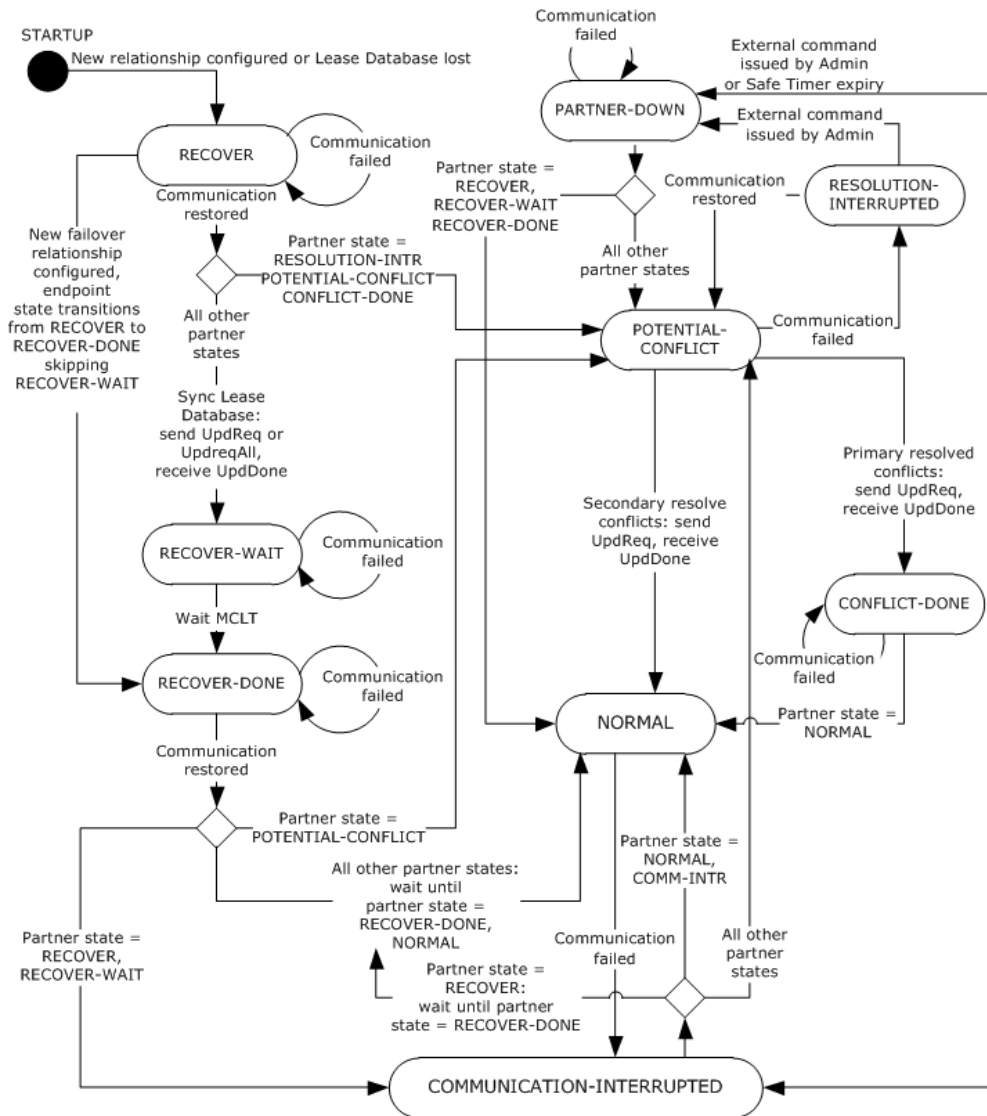 STARTUP
New relationship configured or Lease Database lost
Communication
failed
External command
issued by Admin
or Safe Timer expiry
PARTNER-DOWN
External command
issued by Admin
RECOVER
Communication
failed
Partner state =
RECOVER,
RECOVER-WAIT
RECOVER-DONE
Communication
restored
RESOLUTION-
INTERRUPTED
Communication
restored
New failover
relationship
configured,
endpoint
state transitions
from RECOVER to
RECOVER-DONE
skipping
RECOVER-WAIT
Partner state =
RESOLUTION-INTR
POTENTIAL-CONFLICT
CONFLICT-DONE
All other
partner states
All other
partner
states
POTENTIAL-
CONFLICT
Communication
failed
Sync Lease
Database:
send UpdReq or
UpdreqAll,
receive UpdDone
Primary resolved
conflicts:
send UpdReq,
receive UpdDone
Secondary resolve
conflicts: send
UpdReq, receive
UpdDone
RECOVER-WAIT
Communication
failed
CONFLICT-DONE
Wait MCLT
RECOVER-DONE
Communication
failed
Communication
failed
NORMAL
Partner state =
NORMAL
Communication
restored
Partner state =
POTENTIAL-CONFLICT
Partner state =
NORMAL,
COMM-INTR
All other partner states:
wait until
partner state =
RECOVER-DONE,
NORMAL
Partner state =
RECOVER,
RECOVER-WAIT
Communication
failed
All other
partner
states
Partner state =
RECOVER:
wait until partner
state = RECOVER-DONE
COMMUNICATION-INTERRUPTED